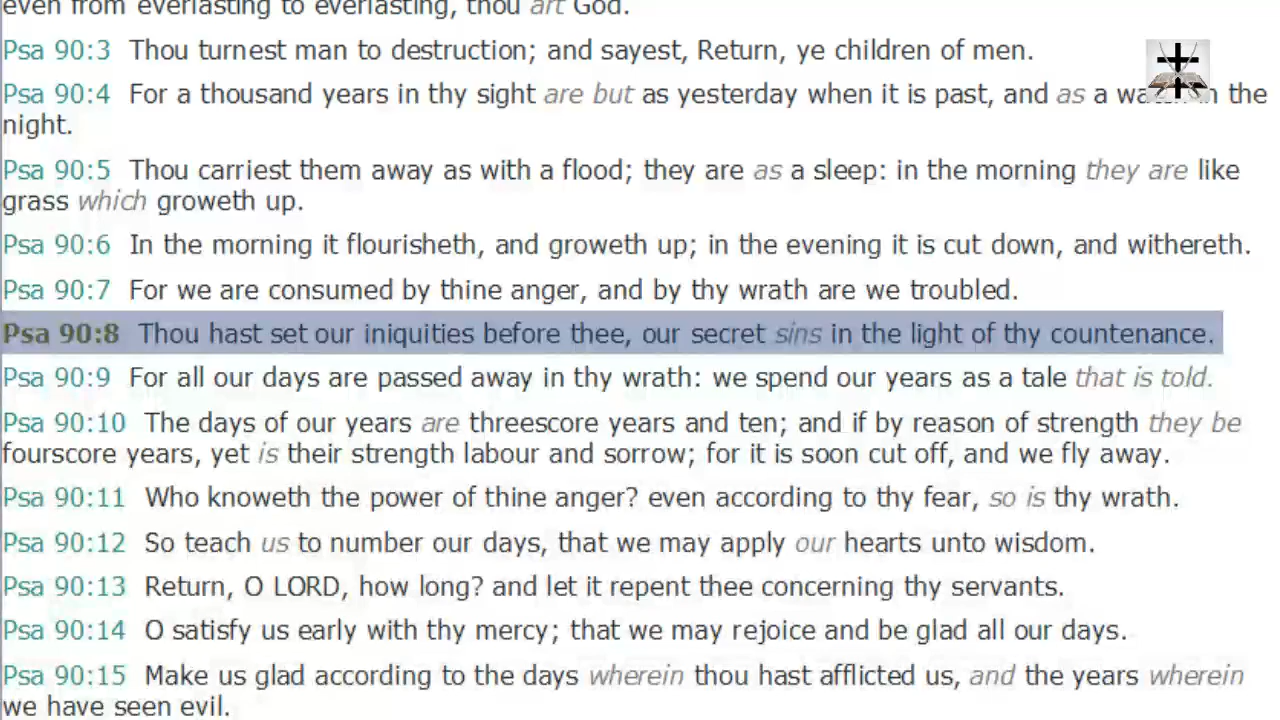 even from everlasting to everlasting, thou art God.
Psa 90:3 Thou turnest man to destruction; and sayest, Return, ye children of men.
Psa 90:4 For a thousand years in thy sight are but as yesterday when it is past, and as a in the
night.
Psa 90:5 Thou carriest them away as with a flood; they are as a sleep: in the morning they are like
grass which groweth up.
Psa 90:6 In the morning it flourisheth, and groweth up; in the evening it is cut down, and withereth.
Psa 90:7 For we are consumed by thine anger, and by thy wrath are we troubled.
Psa 90:8 Thou hast set our iniquities before thee, our secret sins in the light of thy countenance.
Psa 90:9 For all our days are passed away in thy wrath: we spend our years as a tale that is told.
Psa 90:10 The days of our years are threescore years and ten; and if by reason of strength they be
fourscore years, yet is their strength labour and sorrow; for it is soon cut off, and we fly away.
Psa 90:11 Who knoweth the power of thine anger? even according to thy fear, so is thy wrath.
Psa 90:12 So teach us to number our days, that we may apply our hearts unto wisdom.
Psa 90:13 Return, O LORD, how long? and let it repent thee concerning thy servants.
Psa 90:14 O satisfy us early with thy mercy; that we may rejoice and be glad all our days.
Psa 90:15 Make us glad according to the days wherein thou hast afflicted us, and the years wherein
we have seen evil.